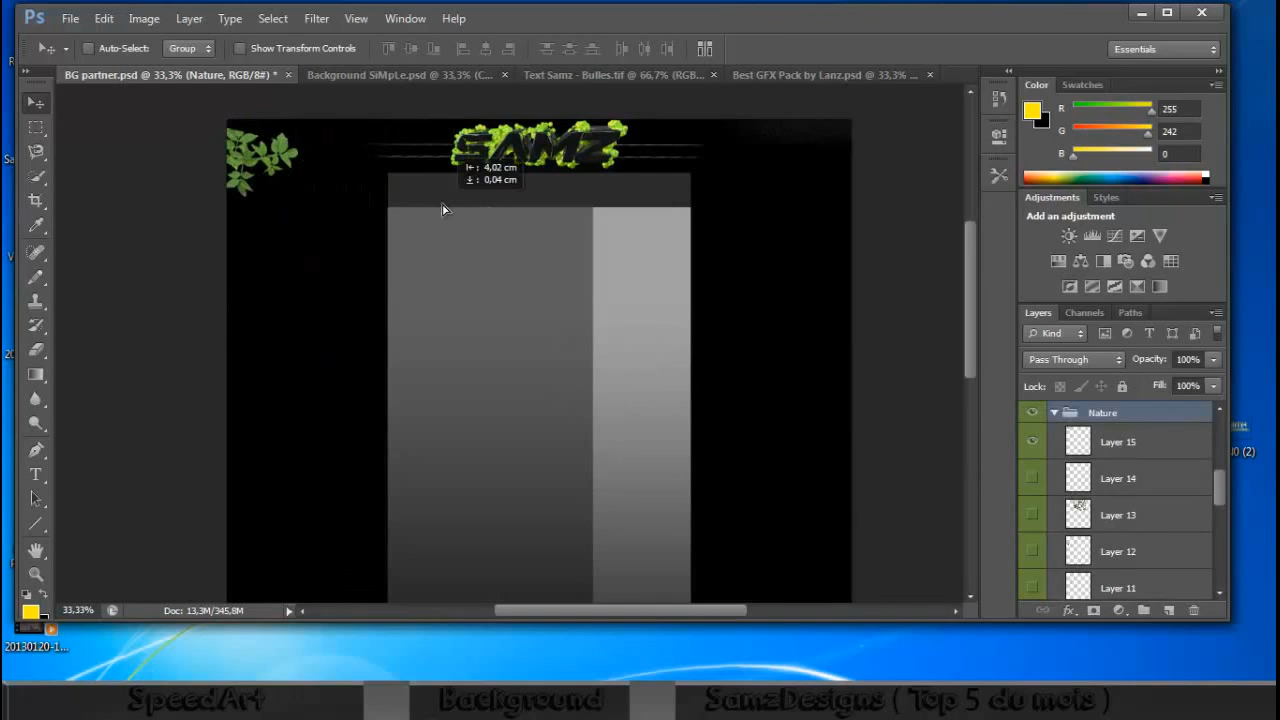 Ps File Edit Image Layer Type Select Filter View Window Help
Auto-Select: Group Show Transform Controls Essentials
BG partner.psd @ 33,3% (Nature, RGB/8#) * Background SiMpLe.psd @ 33,3% (C... Text Samz - Bulles.tif @ 66,7% (RGB... Best GFX Pack by Lanz.psd @ 33,3% ...
Color Swatches
R 255
G 242
B 0
SAMZ
4,02 cm
0,04 cm
Adjustments Styles
Add an adjustment
Layers Channels Paths
Kind
Pass Through Opacity: 100%
Lock: Fill: 100%
Nature
Layer 15
Layer 14
Layer 13
Layer 12
Layer 11
33,33% Doc: 13,3M/345,8M
20130120-1...
SpeedArt Background SamzDesigns ( Top 5 du mois )